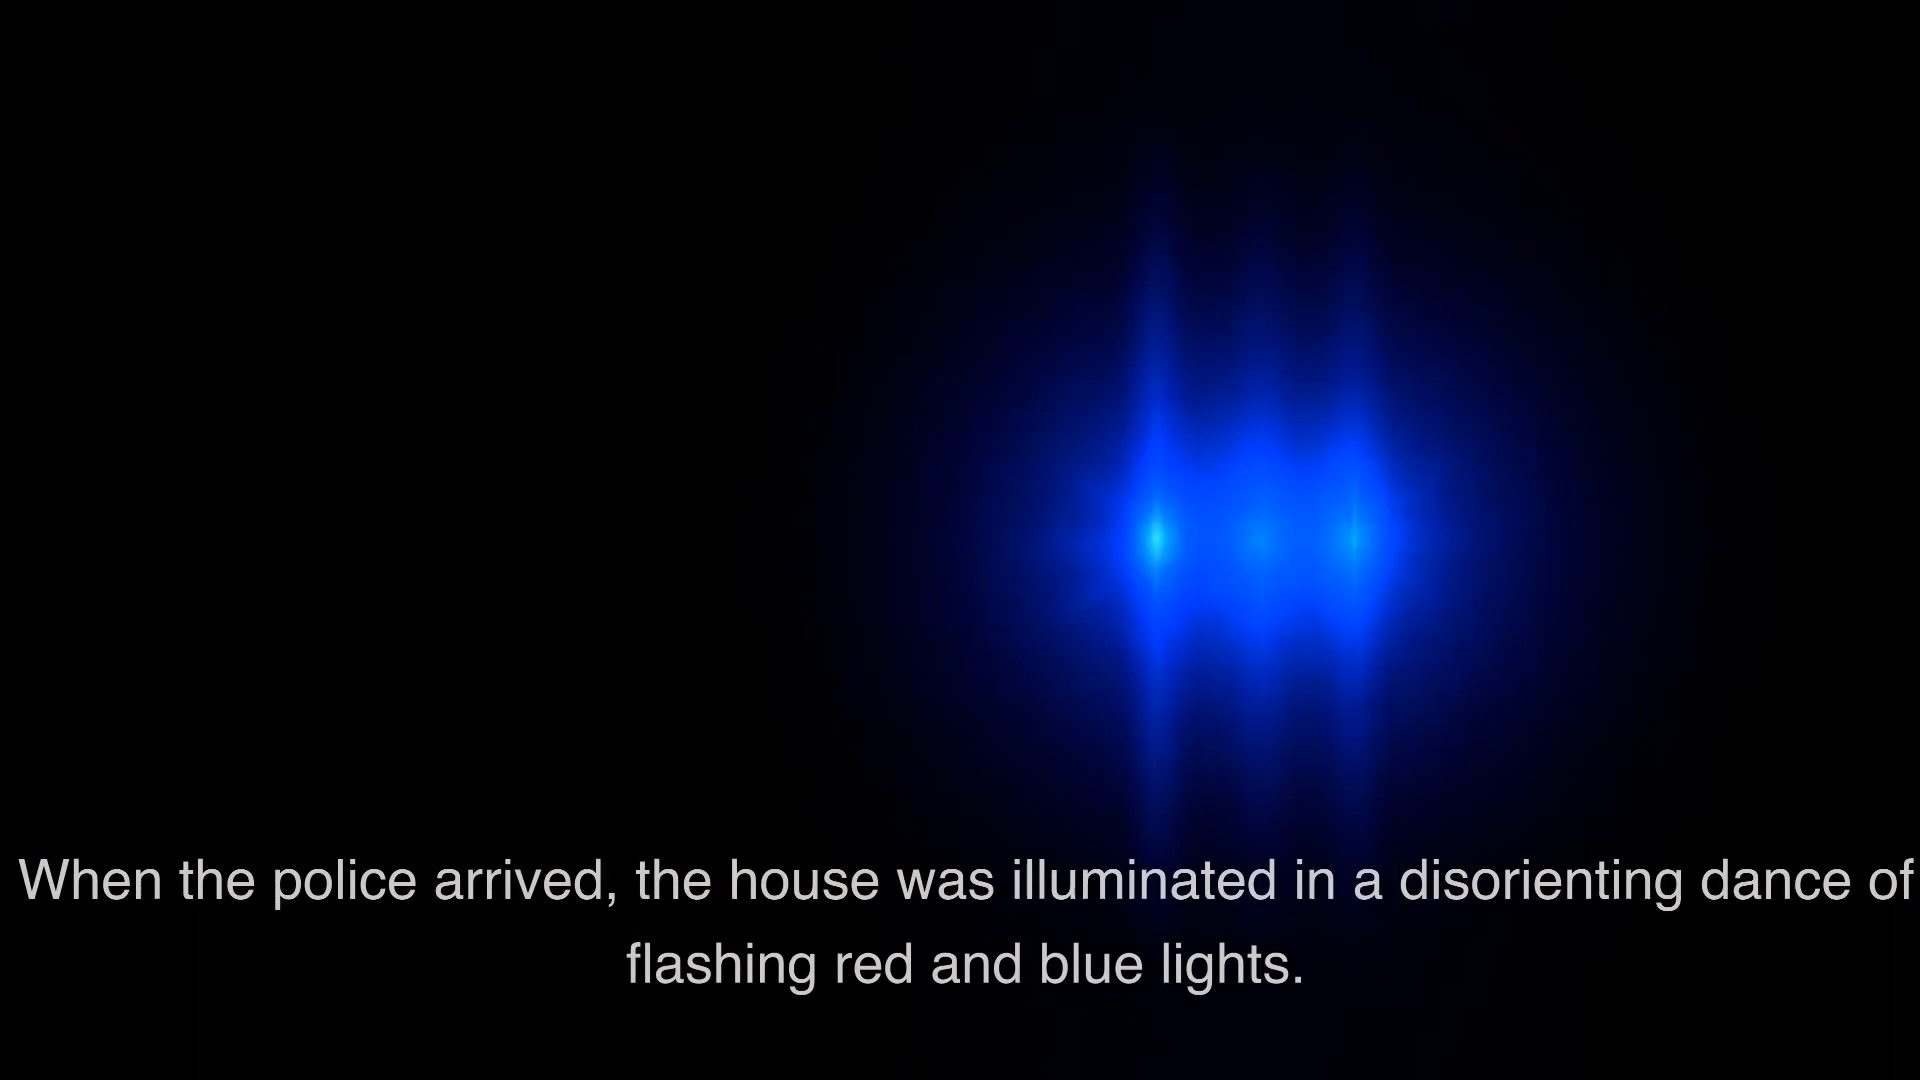 When the police arrived, the house was illuminated in a disorienting dance of
flashing red and blue lights.